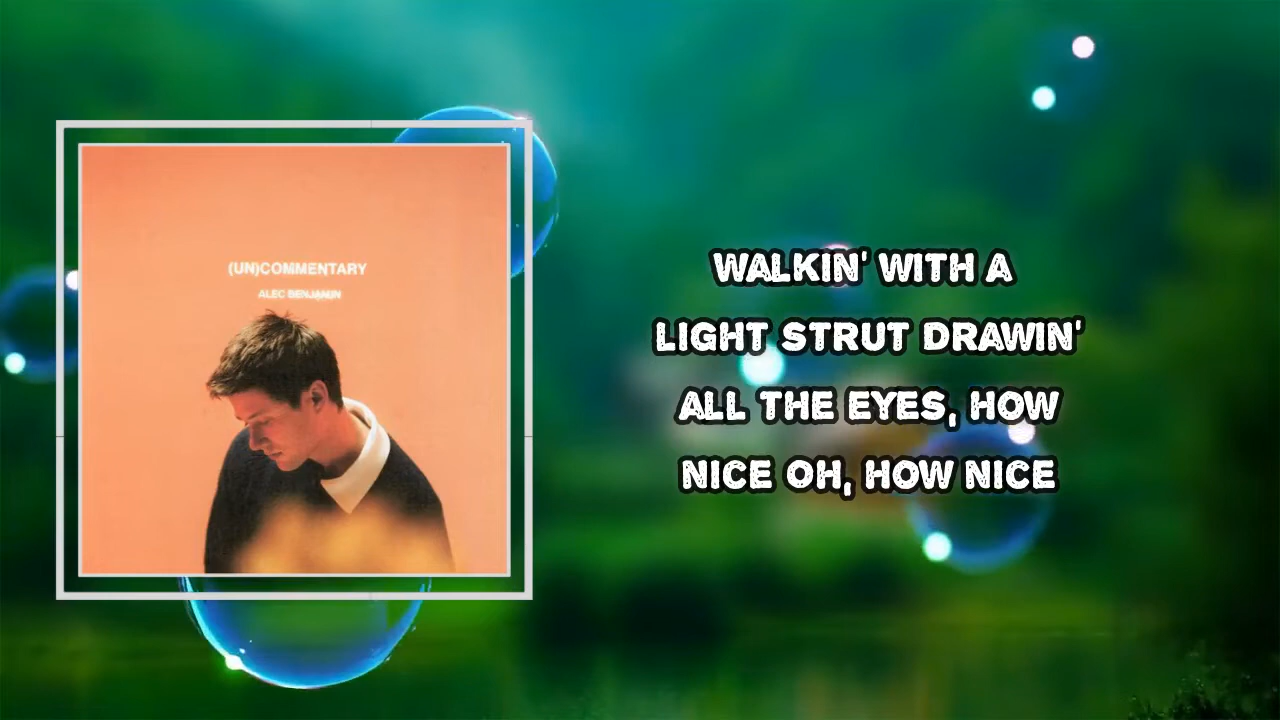 (UN)COMMENTARY
ALEC BENJAMIN
WALKIN' WITH A
LIGHT STRUT DRAWIN'
ALL THE EYES, HOW
NICE OH, HOW NICE